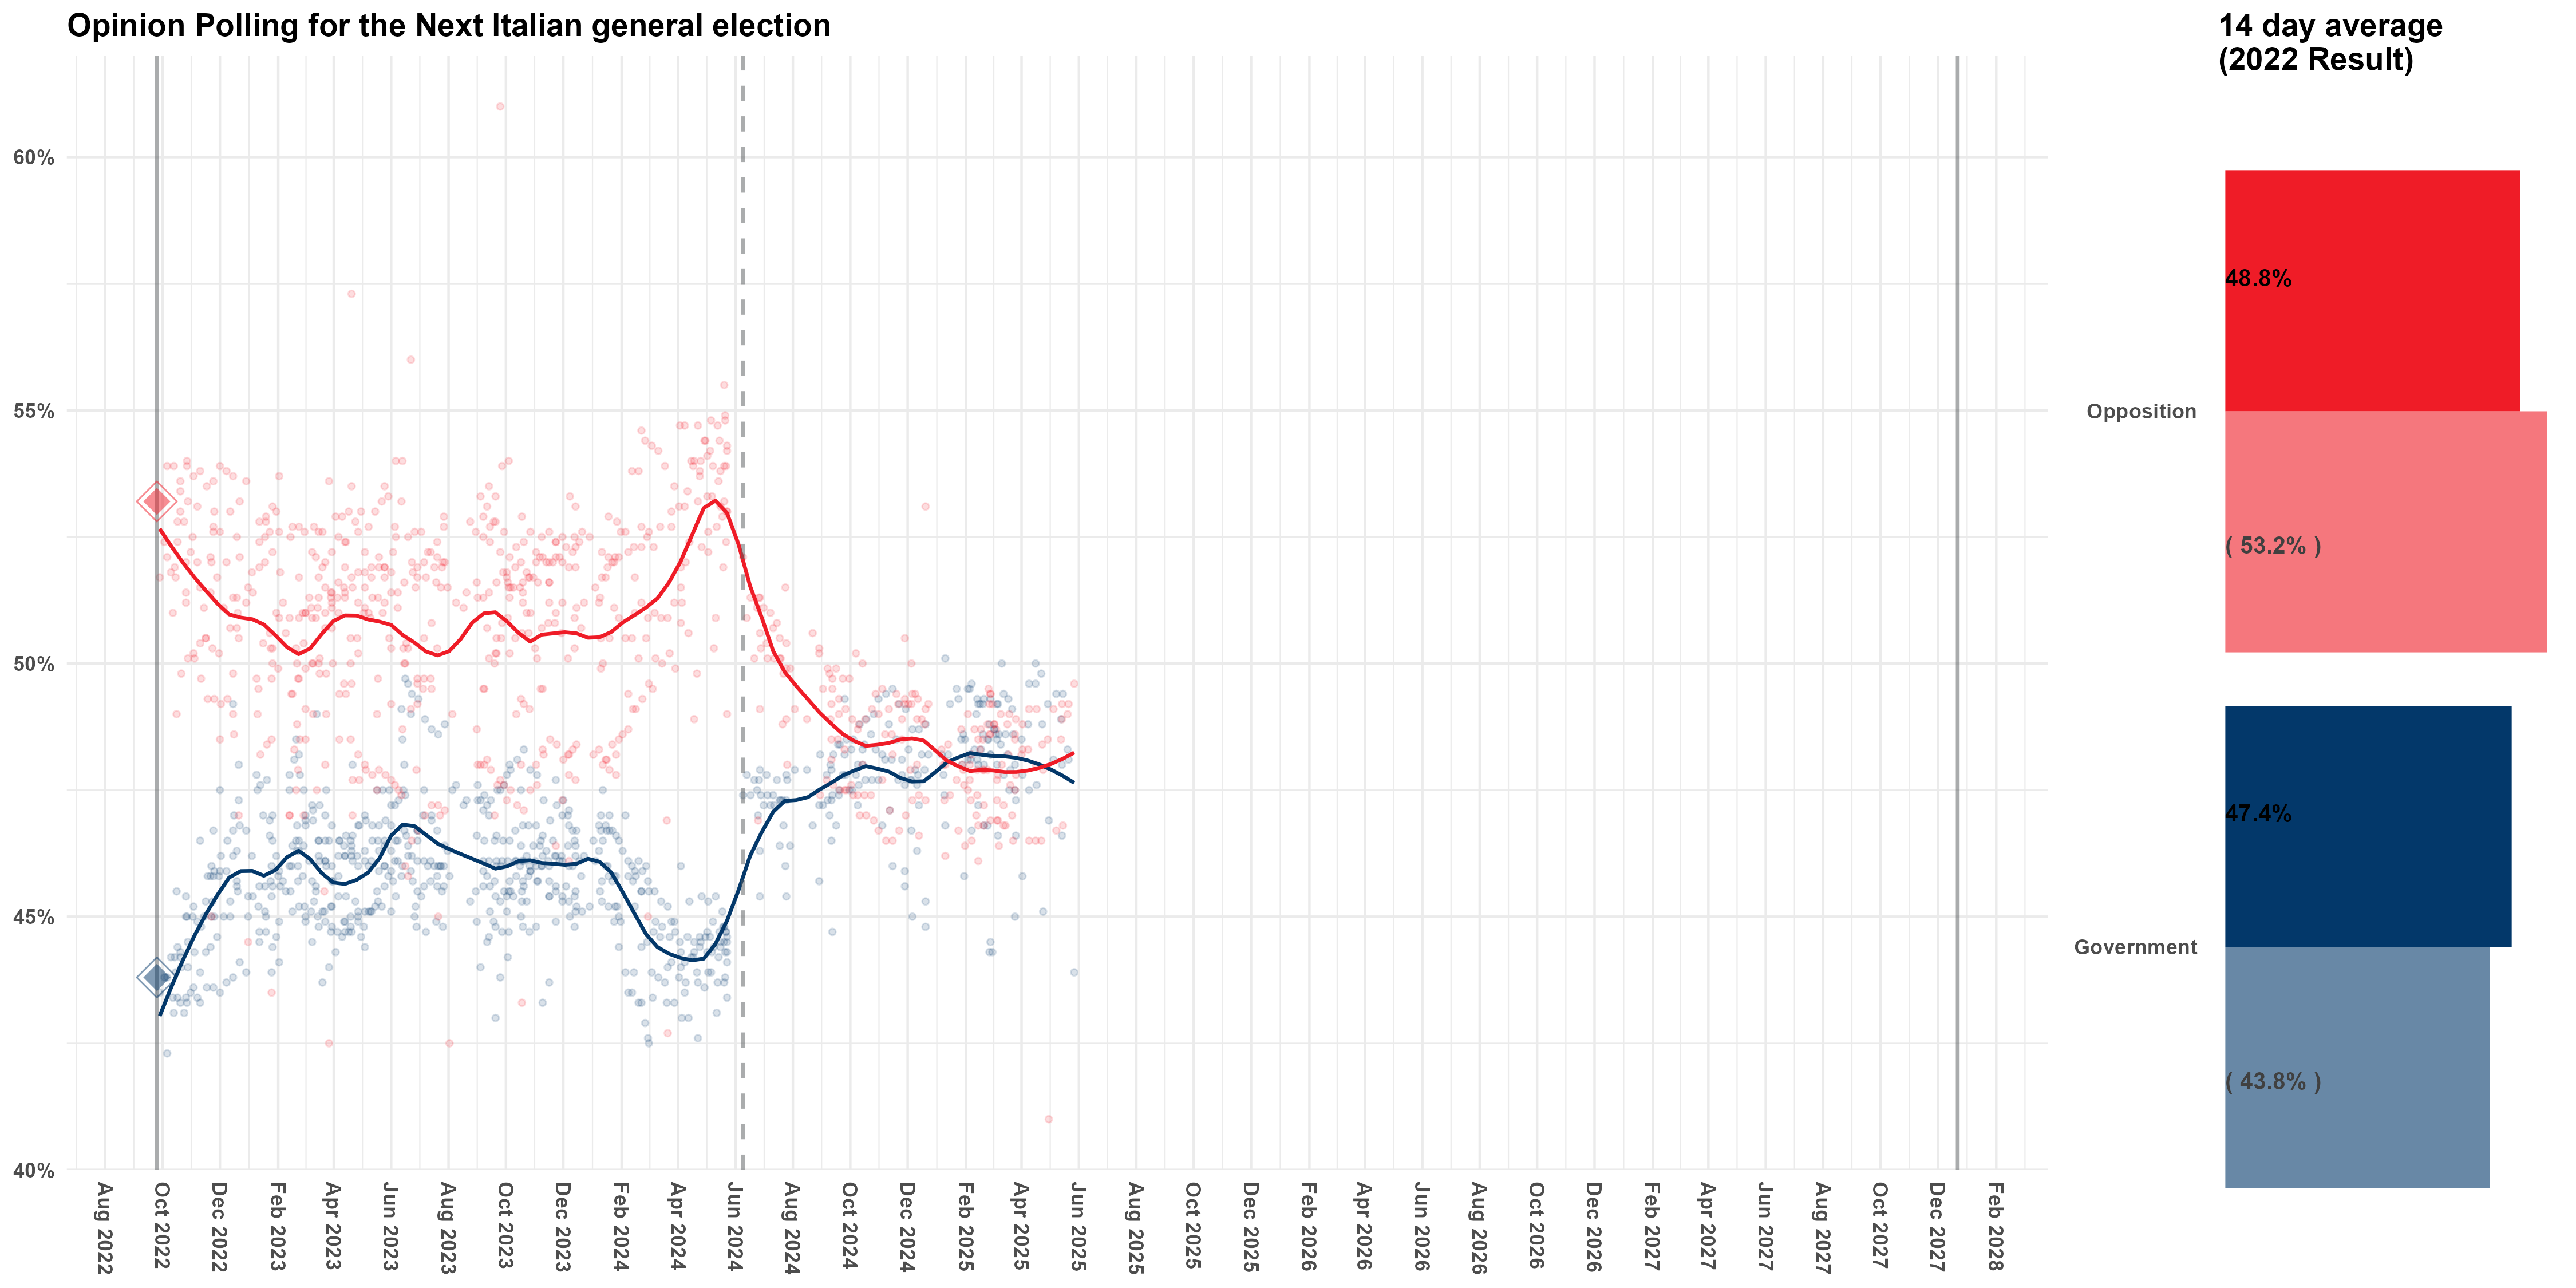 Opinion Polling for the Next Italian general election
14 day average
(2022 Result)
60%
55%
50%
45%
40%
Aug 2022
Oct 2022
Dec 2022
Feb 2023
Apr 2023
Jun 2023
Aug 2023
Oct 2023
Dec 2023
Feb 2024
Apr 2024
Jun 2024
Aug 2024
Oct 2024
Dec 2024
Feb 2025
Apr 2025
Jun 2025
Aug 2025
Oct 2025
Dec 2025
Feb 2026
Apr 2026
Jun 2026
Aug 2026
Oct 2026
Dec 2026
Feb 2027
Apr 2027
Jun 2027
Aug 2027
Oct 2027
Dec 2027
Feb 2028
Opposition
48.8%
( 53.2% )
Government
47.4%
( 43.8% )